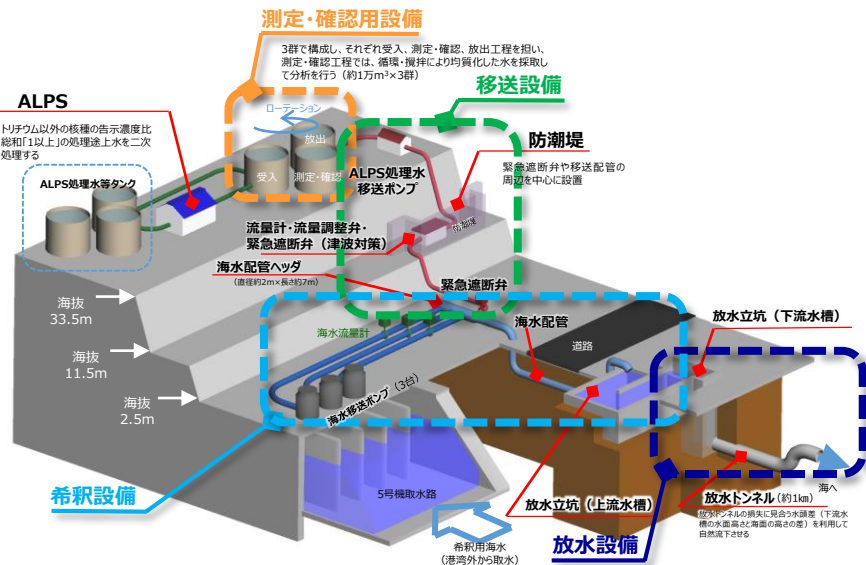 測定・確認用設備
3群で構成し、それぞれ受入、測定・確認、放出工程を担い、
測定・確認工程では、循環・攪拌により均質化した水を採取し
て分析を行う(約1万m³×3群)
移送設備
ALPS
トリチウム以外の核種の告示濃度比
総和「1以上」の処理途上水を二次
処理する
ローテーション
放出
受入
測定・確認
防潮堤
緊急遮断弁や移送配管の
周辺を中心に設置
ALPS処理水等タンク
ALPS処理水
移送ポンプ
防潮堤
流量計・流量調整弁・
緊急遮断弁(津波対策)
海水配管ヘッダ
(直径約2m×長さ約7m)
緊急遮断弁
海抜
33.5m
海水流量計
海水配管
放水立坑(下流水槽)
道路
海抜
11.5m
海抜
2.5m
海水移送ポンプ(3台)
希釈設備
5号機取水路
放水立坑(上流水槽)
放水トンネル(約1km)
放水トンネルの損失に見合う水頭差(下流水
槽の水面高さと海面の高さの差)を利用して
自然流下させる
海へ
希釈用海水
(港湾外から取水)
放水設備